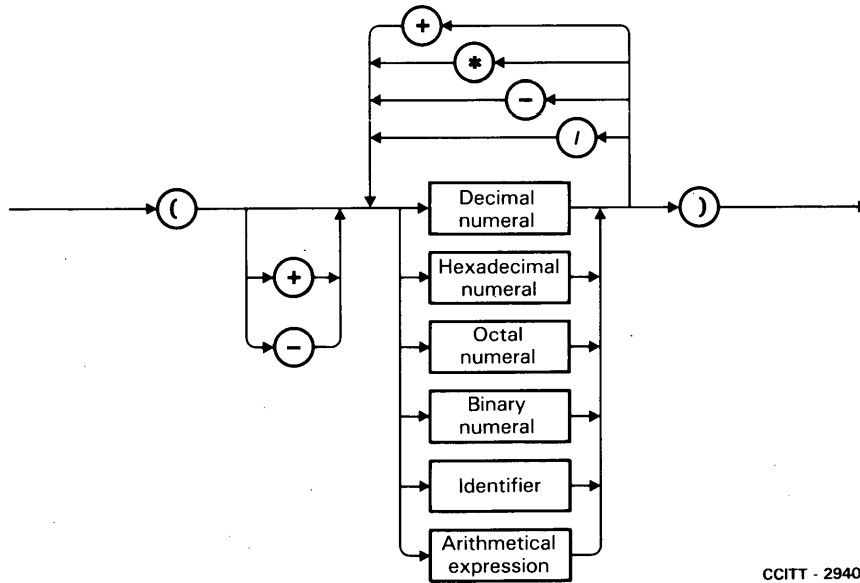 +
*
-
/
( Decimal )
numeral
+
Hexadecimal
numeral
-
Octal
numeral
Binary
numeral
Identifier
Arithmetical
expression
CCITT - 2940